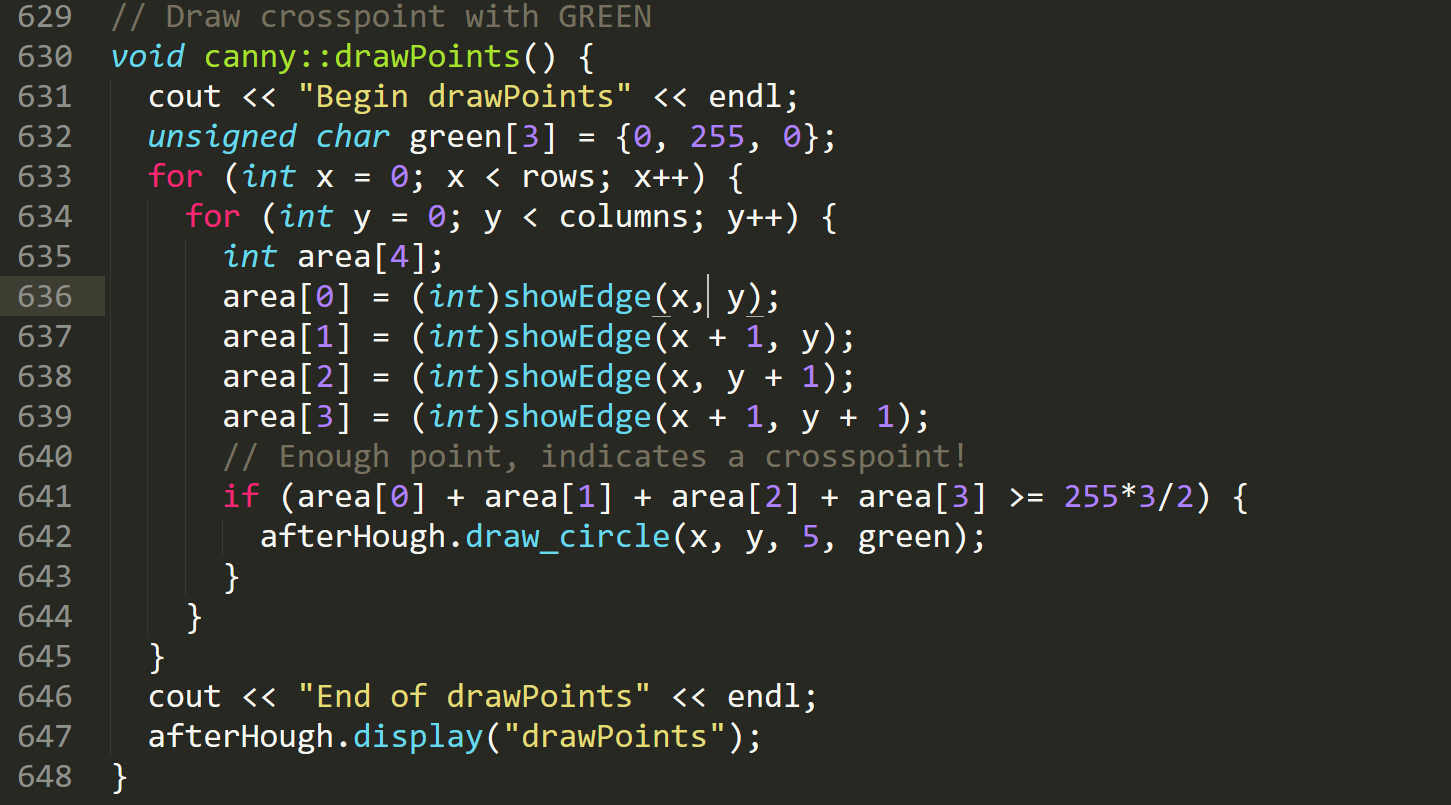 629 // Draw crosspoint with GREEN
630 void canny::drawPoints() {
631   cout << "Begin drawPoints" << endl;
632   unsigned char green[3] = {0, 255, 0};
633   for (int x = 0; x < rows; x++) {
634     for (int y = 0; y < columns; y++) {
635       int area[4];
636       area[0] = (int)showEdge(x, y);
637       area[1] = (int)showEdge(x + 1, y);
638       area[2] = (int)showEdge(x, y + 1);
639       area[3] = (int)showEdge(x + 1, y + 1);
640       // Enough point, indicates a crosspoint!
641       if (area[0] + area[1] + area[2] + area[3] >= 255*3/2) {
642         afterHough.draw_circle(x, y, 5, green);
643       }
644     }
645   }
646   cout << "End of drawPoints" << endl;
647   afterHough.display("drawPoints");
648 }